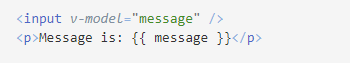 <input v-model="message" />
<p>Message is: {{ message }}</p>